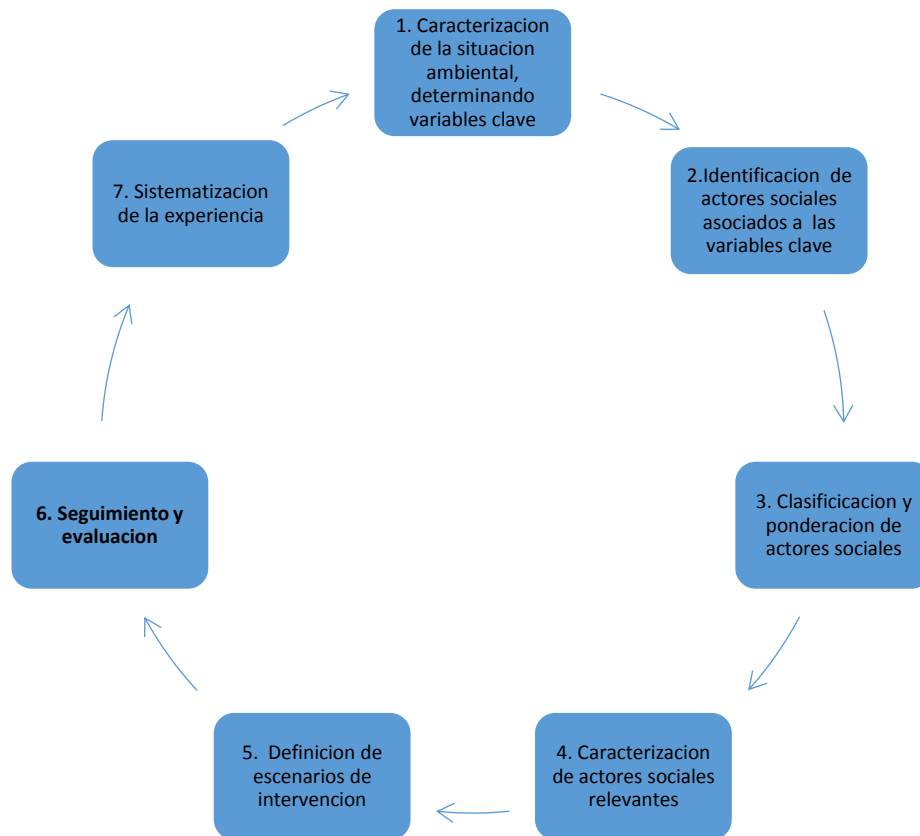 1. Caracterizacion
de la situacion
ambiental,
determinando
variables clave
2.Identificacion de
actores sociales
asociados a las
variables clave
3. Clasificicacion y
ponderacion de
actores sociales
4. Caracterizacion
de actores sociales
relevantes
5. Definicion de
escenarios de
intervencion
6. Seguimiento y
evaluacion
7. Sistematizacion
de la experiencia